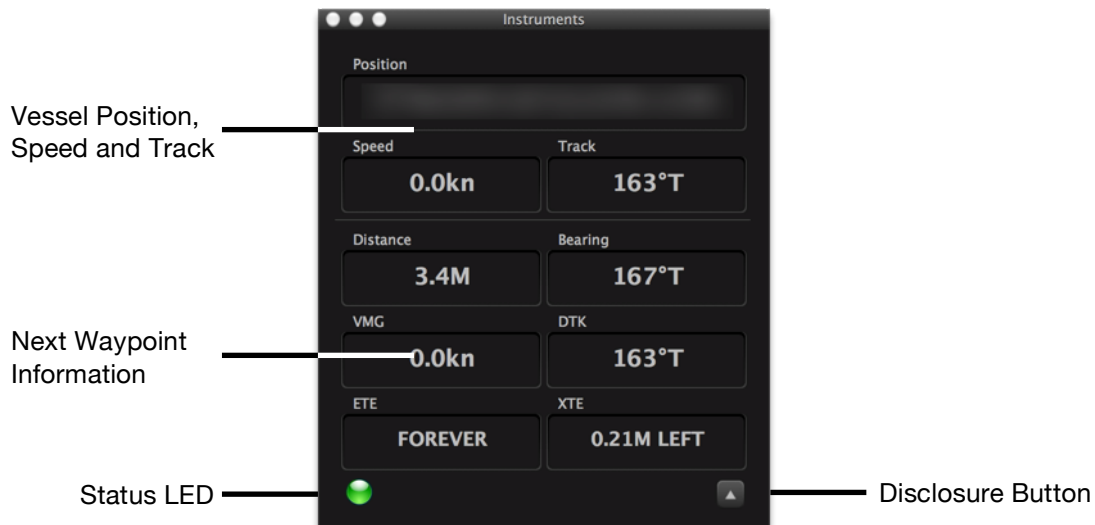 Instruments
Position
Vessel Position,
Speed and Track
Speed
Track
0.0kn
163°T
Distance
Bearing
3.4M
167°T
VMG
DTK
Next Waypoint
Information
0.0kn
163°T
ETE
XTE
FOREVER
0.21M LEFT
Status LED
Disclosure Button